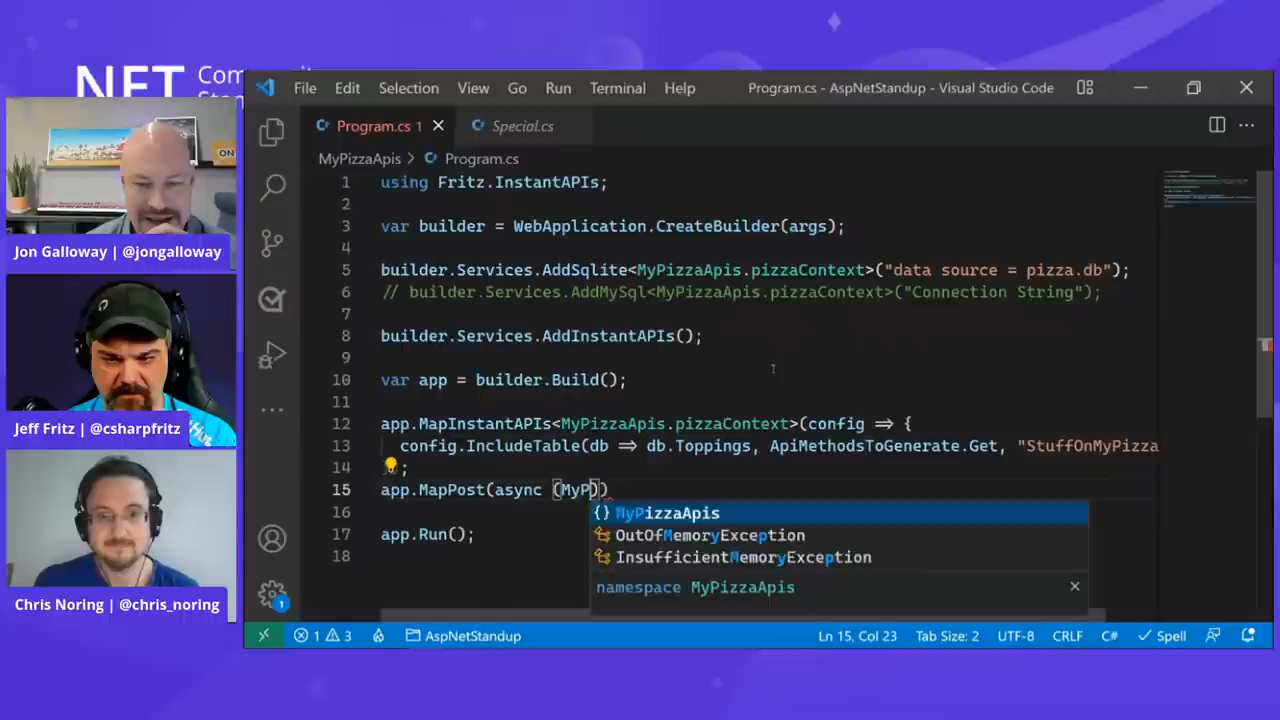 NET Com
File Edit Selection View Go Run Terminal Help Program.cs - AspNetStandup - Visual Studio Code
Program.cs 1 Special.cs
MyPizzaApis > Program.cs
1 using Fritz.InstantAPIs;
2
3 var builder = WebApplication.CreateBuilder(args);
4
5 builder.Services.AddSqlite<MyPizzaApis.pizzaContext>("data source = pizza.db");
6 // builder.Services.AddMySql<MyPizzaApis.pizzaContext>("Connection String");
7
8 builder.Services.AddInstantAPIs();
9
10 var app = builder.Build();
11
12 app.MapInstantAPIs<MyPizzaApis.pizzaContext>(config => {
13 config.IncludeTable(db => db.Toppings, ApiMethodsToGenerate.Get, "StuffOnMyPizza
14 ;
15 app.MapPost(async (MyP))
16
{} MyPizzaApis
OutOfMemoryException
17 app.Run();
18
InsufficientMemoryException
namespace MyPizzaApis
1 3 AspNetStandup Ln 15, Col 23 Tab Size: 2 UTF-8 CRLF C# Spell
1
ON
Jon Galloway | @jongalloway
Jeff Fritz | @csharpfritz
Chris Noring | @chris_noring